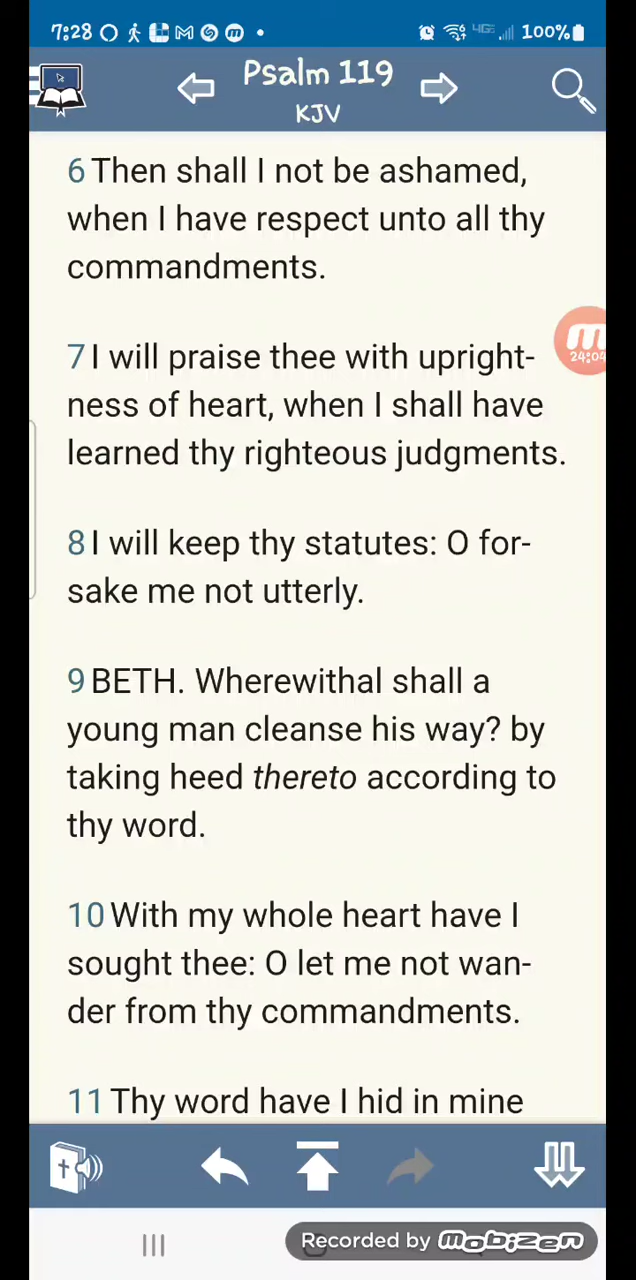 7:28 100%
Psalm 119
KJV
6 Then shall I not be ashamed,
when I have respect unto all thy
commandments.
24:04
7 I will praise thee with upright-
ness of heart, when I shall have
learned thy righteous judgments.
8 I will keep thy statutes: O for-
sake me not utterly.
9 BETH. Wherewithal shall a
young man cleanse his way? by
taking heed thereto according to
thy word.
10 With my whole heart have I
sought thee: O let me not wan-
der from thy commandments.
11 Thy word have I hid in mine
Recorded by mobizen